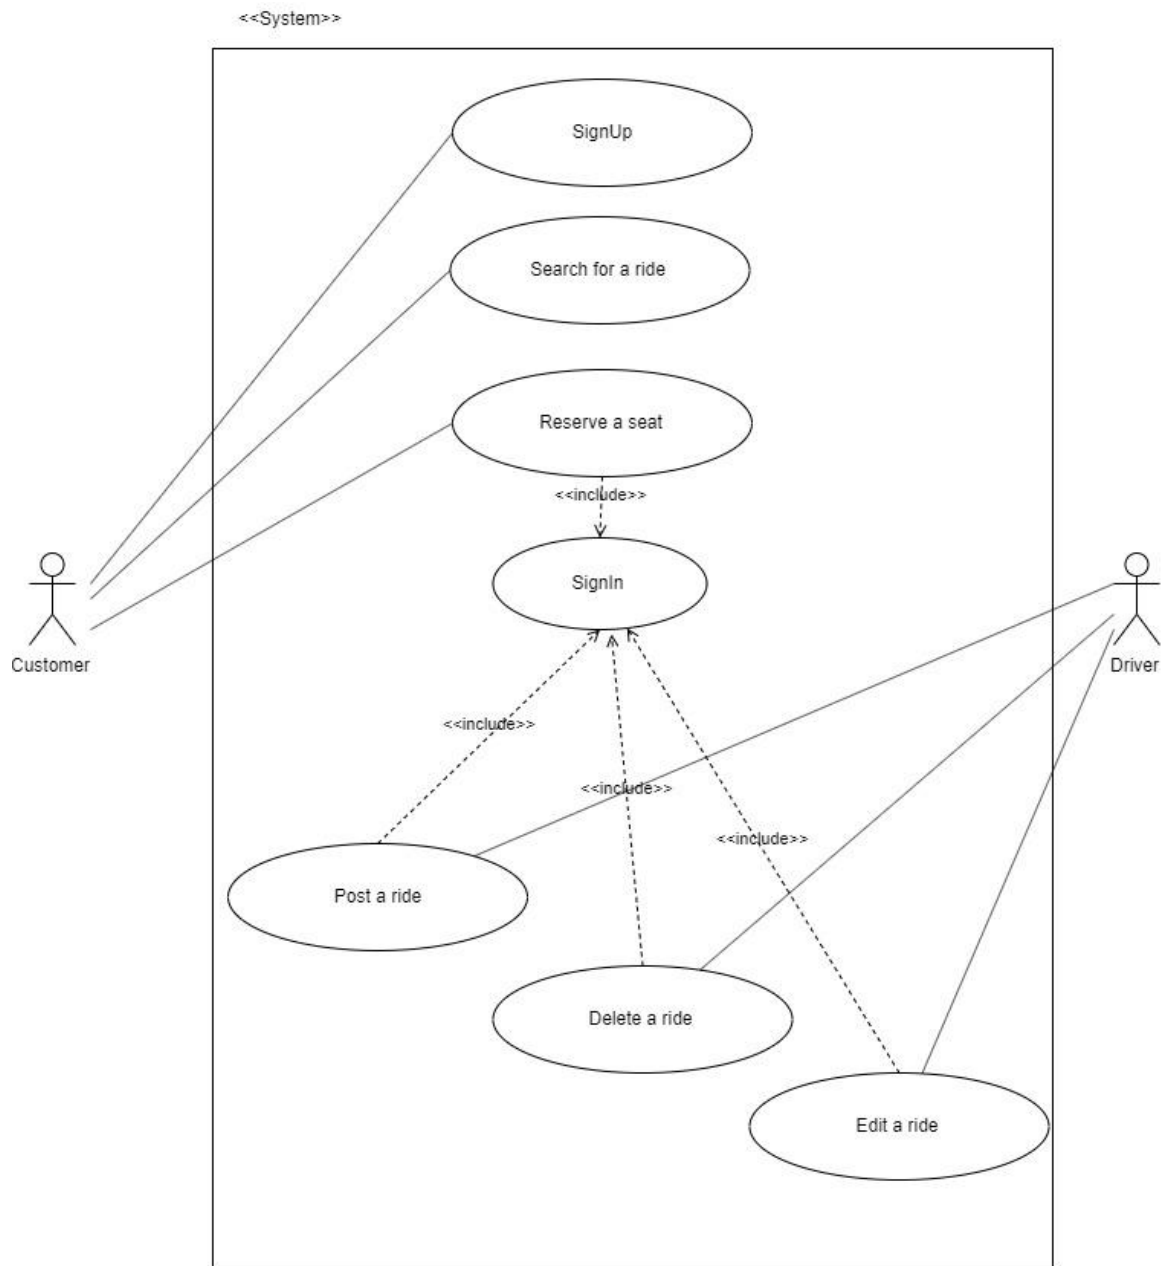 <<System>>
SignUp
Search for a ride
Reserve a seat
<<include>>
SignIn
Customer
Driver
<<include>>
<<include>>
<<include>>
Post a ride
Delete a ride
Edit a ride